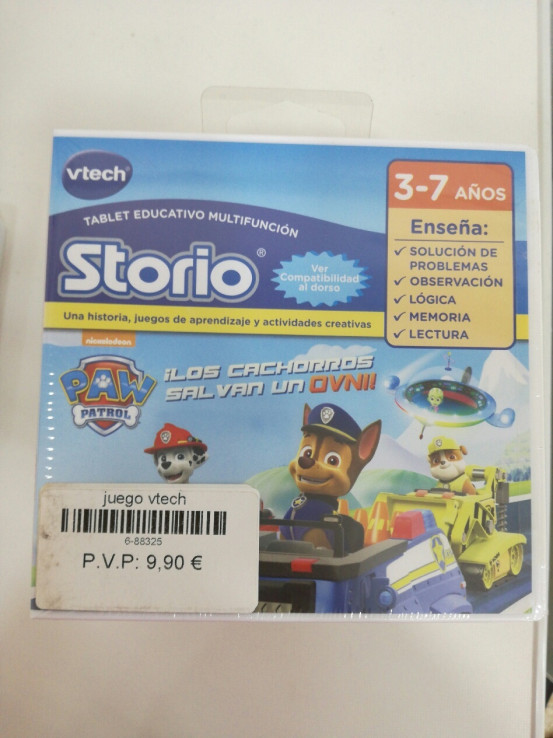 vtech®
TABLET EDUCATIVO MULTIFUNCIÓN
Storio®
Ver
Compatibilidad
al dorso
Una historia, juegos de aprendizaje y actividades creativas
3-7 AÑOS
Enseña:
✓ SOLUCIÓN DE
PROBLEMAS
✓ OBSERVACIÓN
✓ LÓGICA
✓ MEMORIA
✓ LECTURA
nickelodeon
PAW
PATROL
¡LOS CACHORROS
SALVAN UN OVNI!
juego vtech
6-88325
P.V.P: 9,90 €